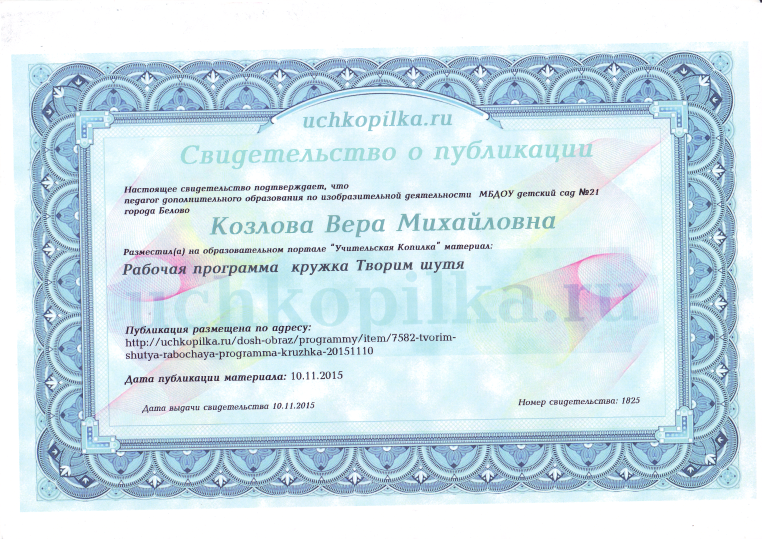 uchkopilka.ru
Свидетельство о публикации
Настоящее свидетельство подтверждает, что
педагог дополнительного образования по изобразительной деятельности МБДОУ детский сад №21
города Белово
Козлова Вера Михайловна
Разместил(а) на образовательном портале "Учительская Копилка" материал:
Рабочая программа кружка Творим шутя
uchkopilka.ru
Публикация размещена по адресу:
http://uchkopilka.ru/dosh-obraz/programmy/item/7582-tvorim-
shutya-rabochaya-programma-kruzhka-20151110
Дата публикации материала: 10.11.2015
Дата выдачи свидетельства 10.11.2015
Номер свидетельства: 1825